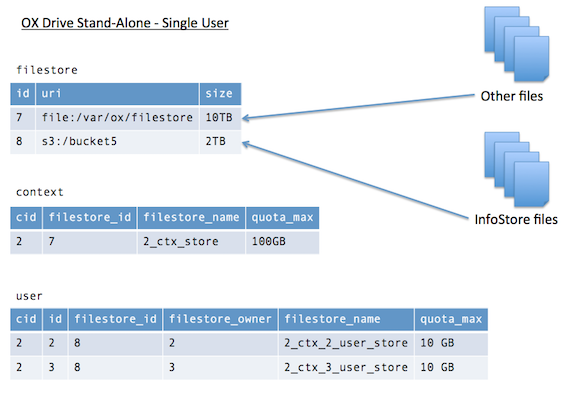 OX Drive Stand-Alone - Single User
Other files
filestore
id uri size
7 file:/var/ox/filestore 10TB
8 s3:/bucket5 2TB
InfoStore files
context
cid filestore_id filestore_name quota_max
2 7 2_ctx_store 100GB
user
cid id filestore_id filestore_owner filestore_name quota_max
2 2 8 2 2_ctx_2_user_store 10 GB
2 3 8 3 2_ctx_3_user_store 10 GB